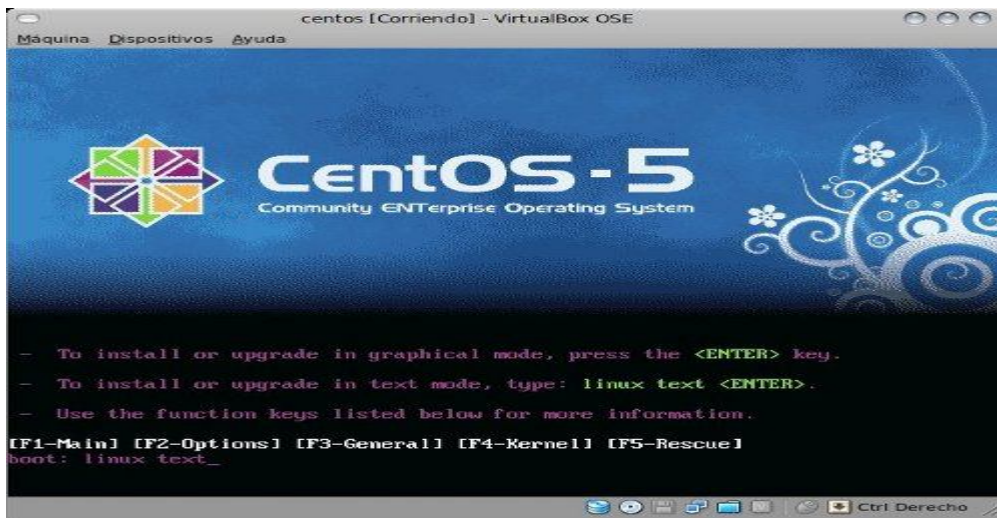 centos [Corriendo] - VirtualBox OSE
Máquina Dispositivos Ayuda
CentOS-5
Community ENTerprise Operating System
- To install or upgrade in graphical mode, press the <ENTER> key.
- To install or upgrade in text mode, type: linux text <ENTER>.
- Use the function keys listed below for more information.
[F1-Main] [F2-Options] [F3-General] [F4-Kernel] [F5-Rescue]
boot: linux text_
Ctrl Derecho